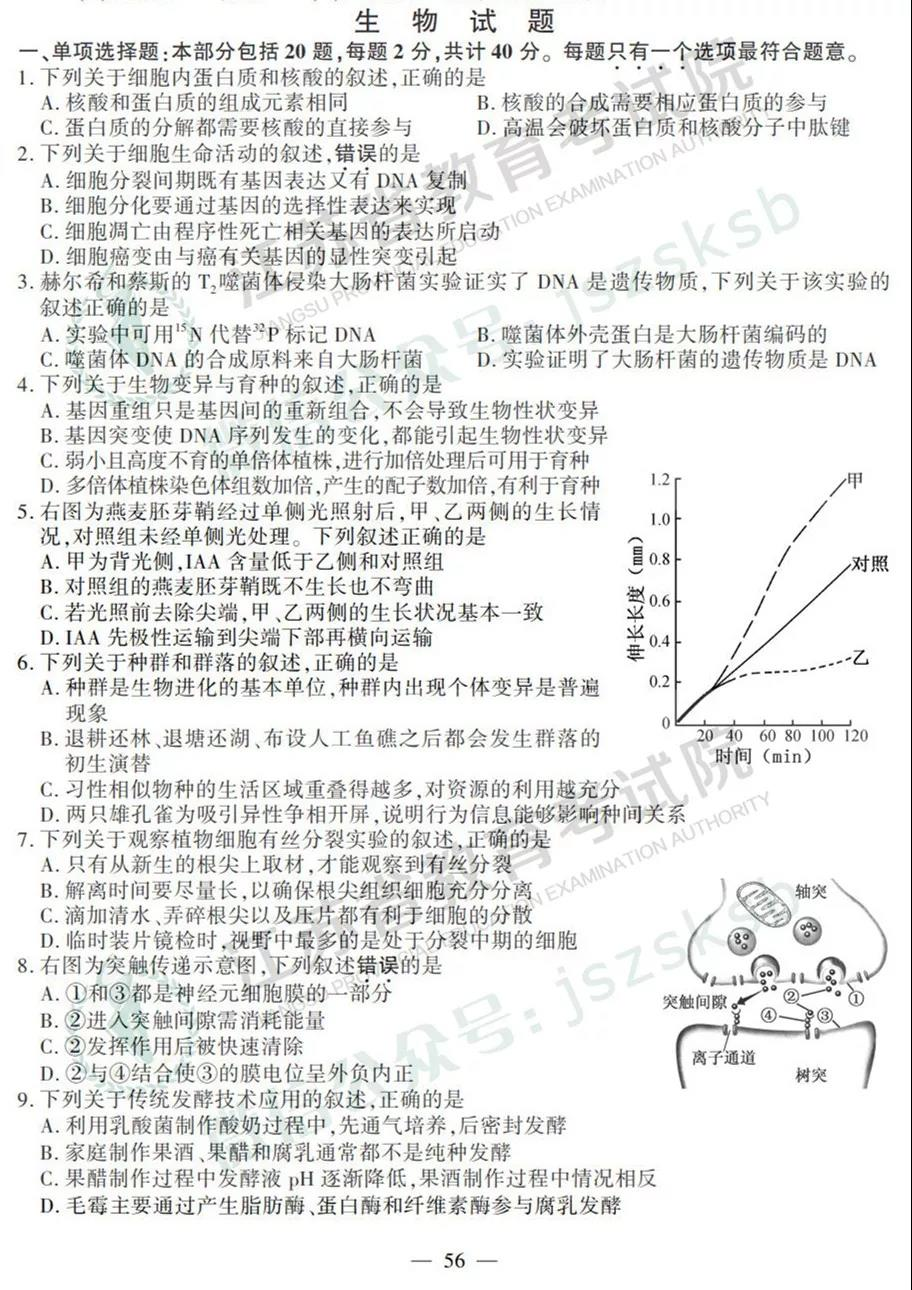 生 物 试 题
一、单项选择题:本部分包括 20 题,每题 2 分,共计 40 分。每题只有一个选项最符合题意。
1. 下列关于细胞内蛋白质和核酸的叙述,正确的是
A. 核酸和蛋白质的组成元素相同 B. 核酸的合成需要相应蛋白质的参与
C. 蛋白质的分解都需要核酸的直接参与 D. 高温会破坏蛋白质和核酸分子中肽键
2. 下列关于细胞生命活动的叙述,错误的是
A. 细胞分裂间期既有基因表达又有 DNA 复制
B. 细胞分化要通过基因的选择性表达来实现
C. 细胞凋亡由程序性死亡相关基因的表达所启动
D. 细胞癌变由与癌有关基因的显性突变引起
3. 赫尔希和蔡斯的 T₂噬菌体侵染大肠杆菌实验证实了 DNA 是遗传物质,下列关于该实验的
叙述正确的是
A. 实验中可用¹⁵N 代替³²P 标记 DNA B. 噬菌体外壳蛋白是大肠杆菌编码的
C. 噬菌体 DNA 的合成原料来自大肠杆菌 D. 实验证明了大肠杆菌的遗传物质是 DNA
4. 下列关于生物变异与育种的叙述,正确的是
A. 基因重组只是基因间的重新组合,不会导致生物性状变异
B. 基因突变使 DNA 序列发生的变化,都能引起生物性状变异
C. 弱小且高度不育的单倍体植株,进行加倍处理后可用于育种
D. 多倍体植株染色体组数加倍,产生的配子数加倍,有利于育种
5. 右图为燕麦胚芽鞘经过单侧光照射后,甲、乙两侧的生长情
况,对照组未经单侧光处理。下列叙述正确的是
A. 甲为背光侧,IAA 含量低于乙侧和对照组
B. 对照组的燕麦胚芽鞘既不生长也不弯曲
C. 若光照前去除尖端,甲、乙两侧的生长状况基本一致
D. IAA 先极性运输到尖端下部再横向运输
1.2
1.0
0.8
0.6
0.4
0.2
0
20 40 60 80 100 120
时间(min)
伸长长度(mm)
甲
对照
乙
6. 下列关于种群和群落的叙述,正确的是
A. 种群是生物进化的基本单位,种群内出现个体变异是普遍
现象
B. 退耕还林、退塘还湖、布设人工鱼礁之后都会发生群落的
初生演替
C. 习性相似物种的生活区域重叠得越多,对资源的利用越充分
D. 两只雄孔雀为吸引异性争相开屏,说明行为信息能够影响种间关系
7. 下列关于观察植物细胞有丝分裂实验的叙述,正确的是
A. 只有从新生的根尖上取材,才能观察到有丝分裂
B. 解离时间要尽量长,以确保根尖组织细胞充分分离
C. 滴加清水、弄碎根尖以及压片都有利于细胞的分散
D. 临时装片镜检时,视野中最多的是处于分裂中期的细胞
8. 右图为突触传递示意图,下列叙述错误的是
A. ①和③都是神经元细胞膜的一部分
B. ②进入突触间隙需消耗能量
C. ②发挥作用后被快速清除
D. ②与④结合使③的膜电位呈外负内正
轴突
突触间隙
①
②
③
④
离子通道
树突
9. 下列关于传统发酵技术应用的叙述,正确的是
A. 利用乳酸菌制作酸奶过程中,先通气培养,后密封发酵
B. 家庭制作果酒、果醋和腐乳通常都不是纯种发酵
C. 果醋制作过程中发酵液 pH 逐渐降低,果酒制作过程中情况相反
D. 毛霉主要通过产生脂肪酶、蛋白酶和纤维素酶参与腐乳发酵
— 56 —
江苏省教育考试院
JIANGSU PROVINCIAL EDUCATION EXAMINATION AUTHORITY
微信公众号:jszsksb
江苏省教育考试院
JIANGSU PROVINCIAL EDUCATION EXAMINATION AUTHORITY
微信公众号:jszsksb